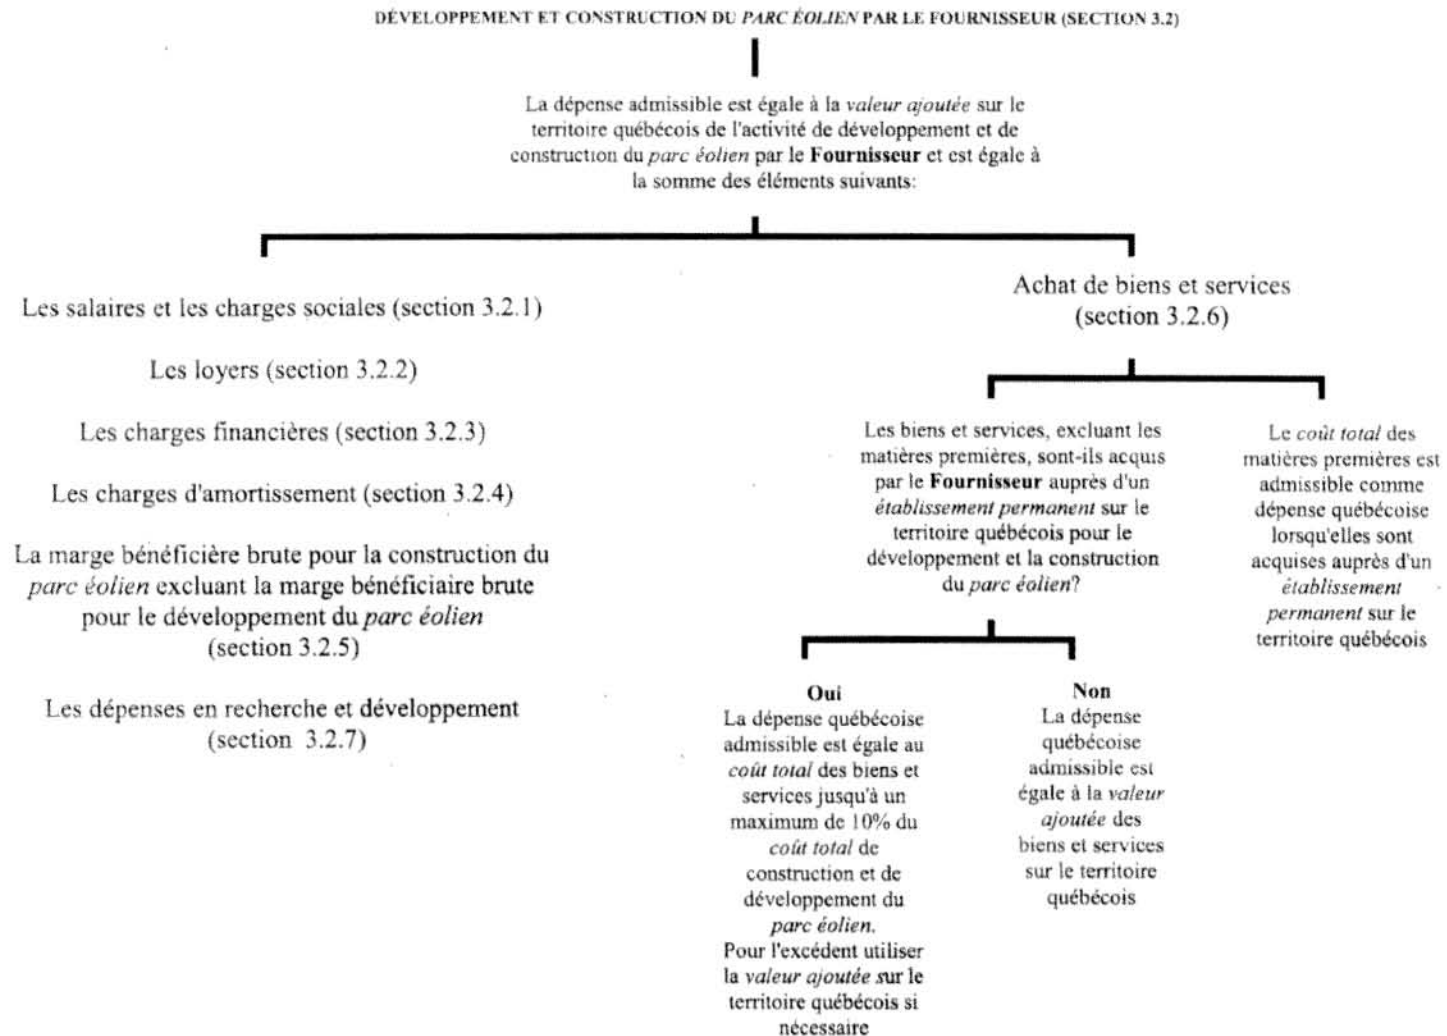 DÉVELOPPEMENT ET CONSTRUCTION DU PARC ÉOLIEN PAR LE FOURNISSEUR (SECTION 3.2)
La dépense admissible est égale à la valeur ajoutée sur le
territoire québécois de l'activité de développement et de
construction du parc éolien par le Fournisseur et est égale à
la somme des éléments suivants:
Les salaires et les charges sociales (section 3.2.1)
Les loyers (section 3.2.2)
Les charges financières (section 3.2.3)
Les charges d'amortissement (section 3.2.4)
La marge bénéficière brute pour la construction du
parc éolien excluant la marge bénéficiaire brute
pour le développement du parc éolien
(section 3.2.5)
Les dépenses en recherche et développement
(section 3.2.7)
Achat de biens et services
(section 3.2.6)
Les biens et services, excluant les
matières premières, sont-ils acquis
par le Fournisseur auprès d'un
établissement permanent sur le
territoire québécois pour le
développement et la construction
du parc éolien?
Oui
La dépense québécoise
admissible est égale au
coût total des biens et
services jusqu'à un
maximum de 10% du
coût total de
construction et de
développement du
parc éolien.
Pour l'excédent utiliser
la valeur ajoutée sur le
territoire québécois si
nécessaire
Non
La dépense
québécoise
admissible est
égale à la valeur
ajoutée des
biens et services
sur le territoire
québécois
Le coût total des
matières premières est
admissible comme
dépense québécoise
lorsqu'elles sont
acquises auprès d'un
établissement
permanent sur le
territoire québécois